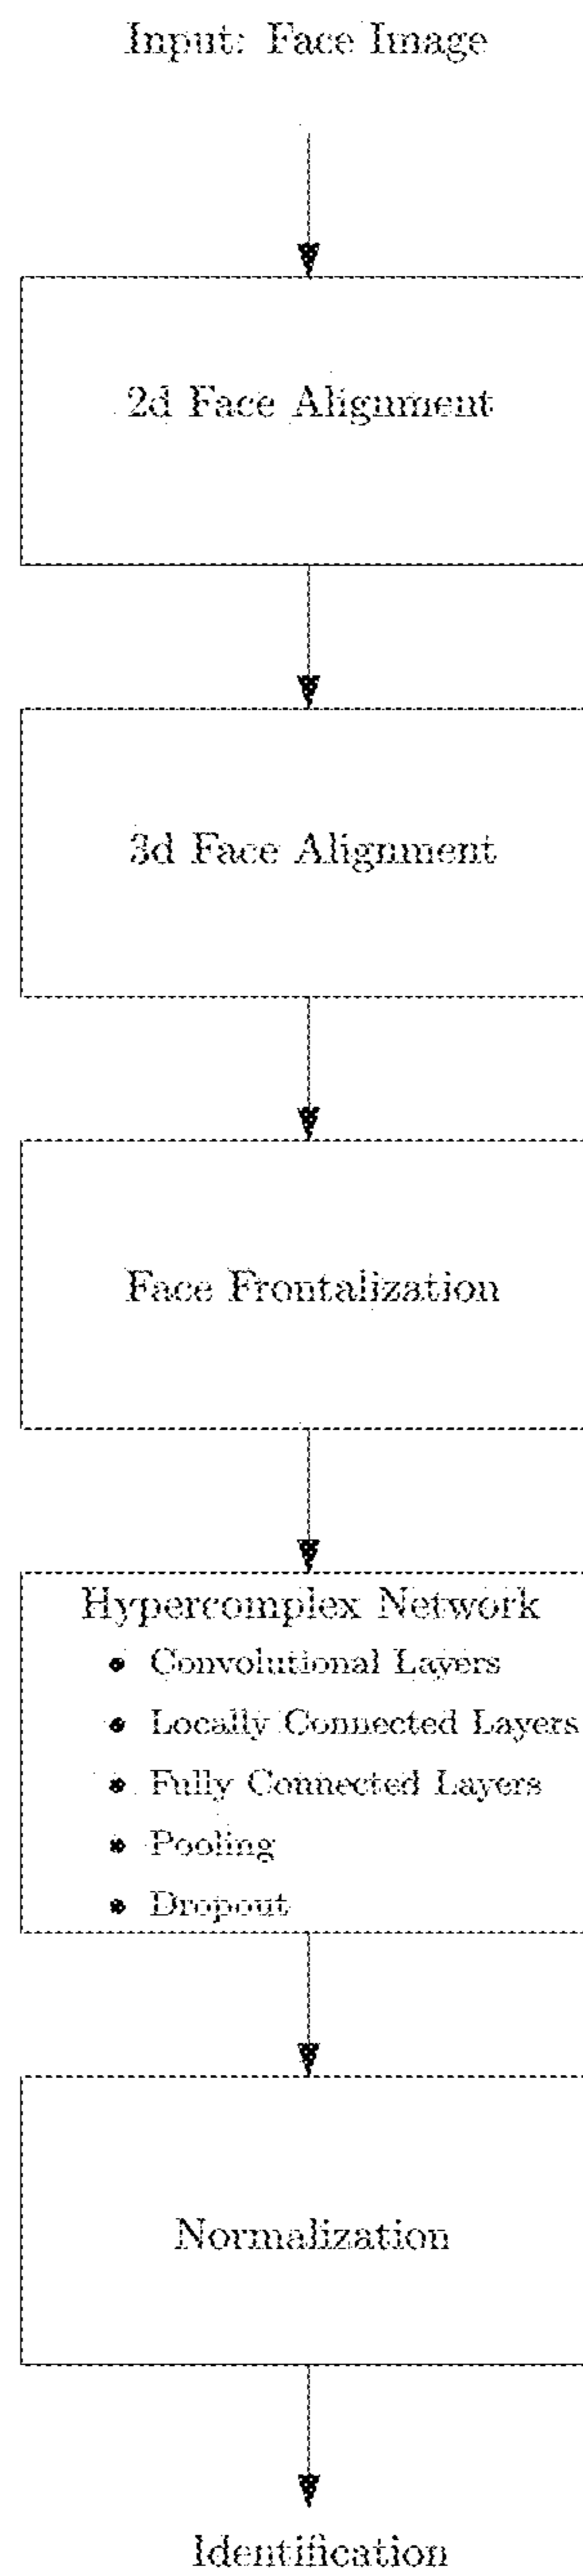 Input: Face Image
2d Face Alignment
3d Face Alignment
Face Frontalization
Hypercomplex Network
• Convolutional Layers
• Locally Connected Layers
• Fully Connected Layers
• Pooling
• Dropout
Normalization
Identification